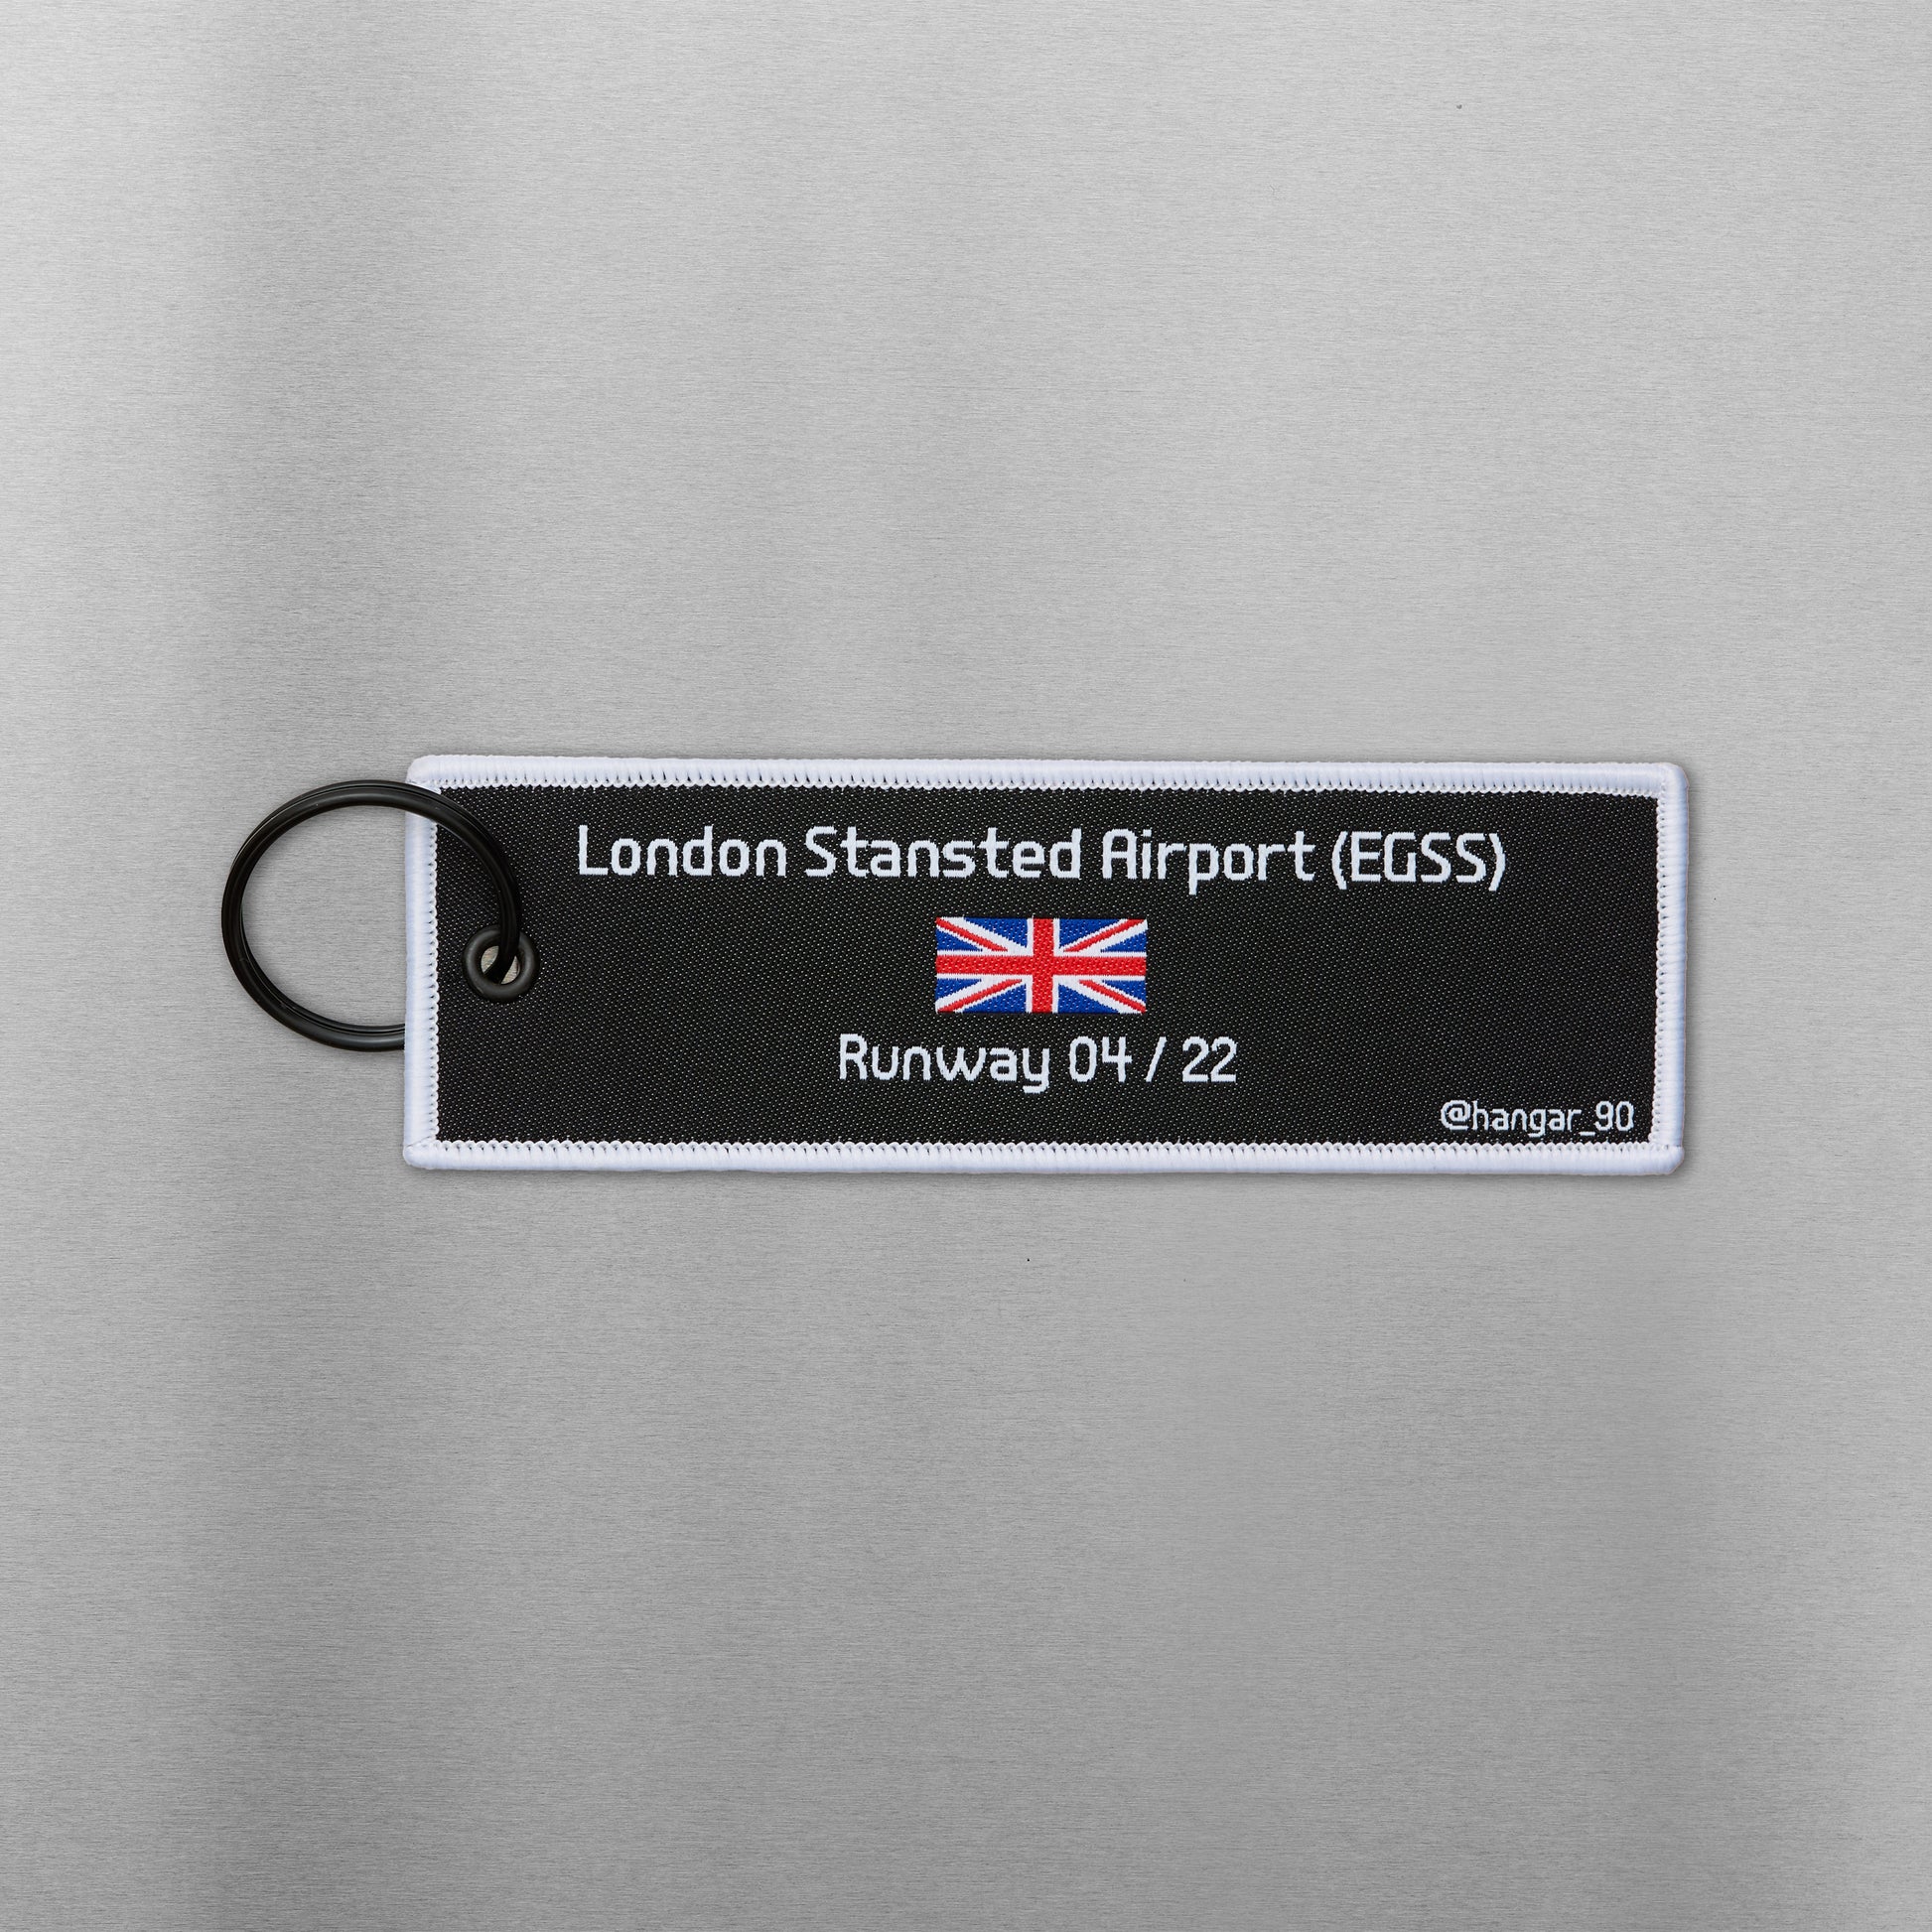 London Stansted Airport (EGSS)
Runway 04 / 22
@hangar_90